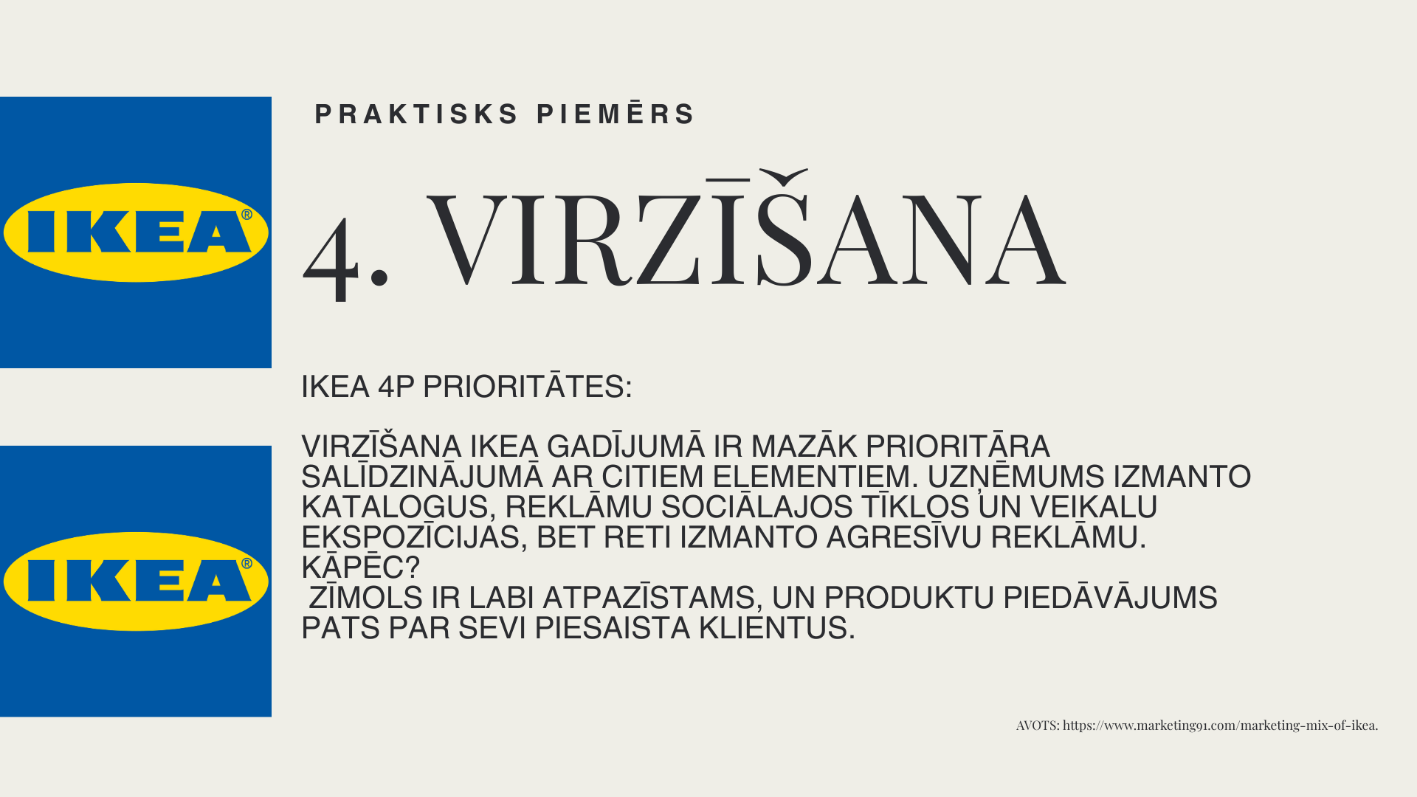 PRAKTISKS PIEMĒRS
IKEA®
4. VIRZĪŠANA
IKEA 4P PRIORITĀTES:
VIRZĪŠANA IKEA GADĪJUMĀ IR MAZĀK PRIORITĀRA
SALĪDZINĀJUMĀ AR CITIEM ELEMENTIEM. UZŅĒMUMS IZMANTO
KATALOGUS, REKLĀMU SOCIĀLAJOS TĪKLOS UN VEIKALU
EKSPOZĪCIJAS, BET RETI IZMANTO AGRESĪVU REKLĀMU.
KĀPĒC?
ZĪMOLS IR LABI ATPAZĪSTAMS, UN PRODUKTU PIEDĀVĀJUMS
PATS PAR SEVI PIESAISTA KLIENTUS.
IKEA®
AVOTS: https://www.marketing91.com/marketing-mix-of-ikea.